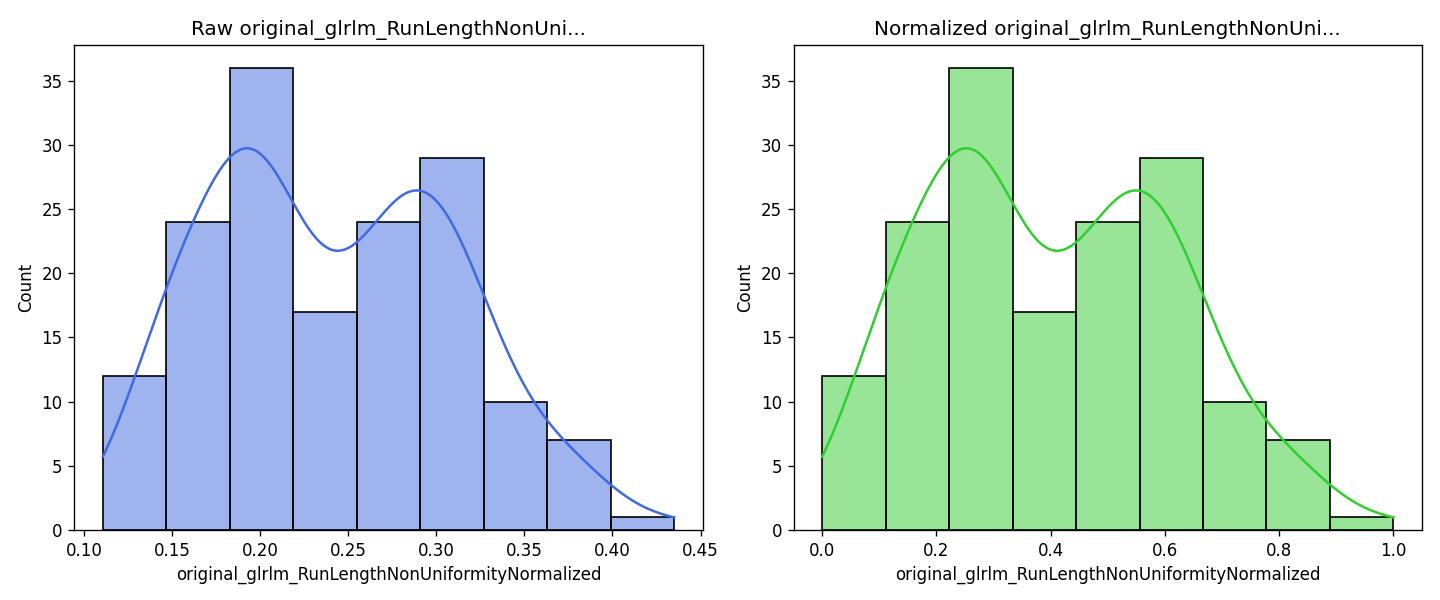 Raw original_glrlm_RunLengthNonUni...
Count
35
30
25
20
15
10
5
0
0.10 0.15 0.20 0.25 0.30 0.35 0.40 0.45
original_glrlm_RunLengthNonUniformityNormalized
Normalized original_glrlm_RunLengthNonUni...
Count
35
30
25
20
15
10
5
0
0.0 0.2 0.4 0.6 0.8 1.0
original_glrlm_RunLengthNonUniformityNormalized